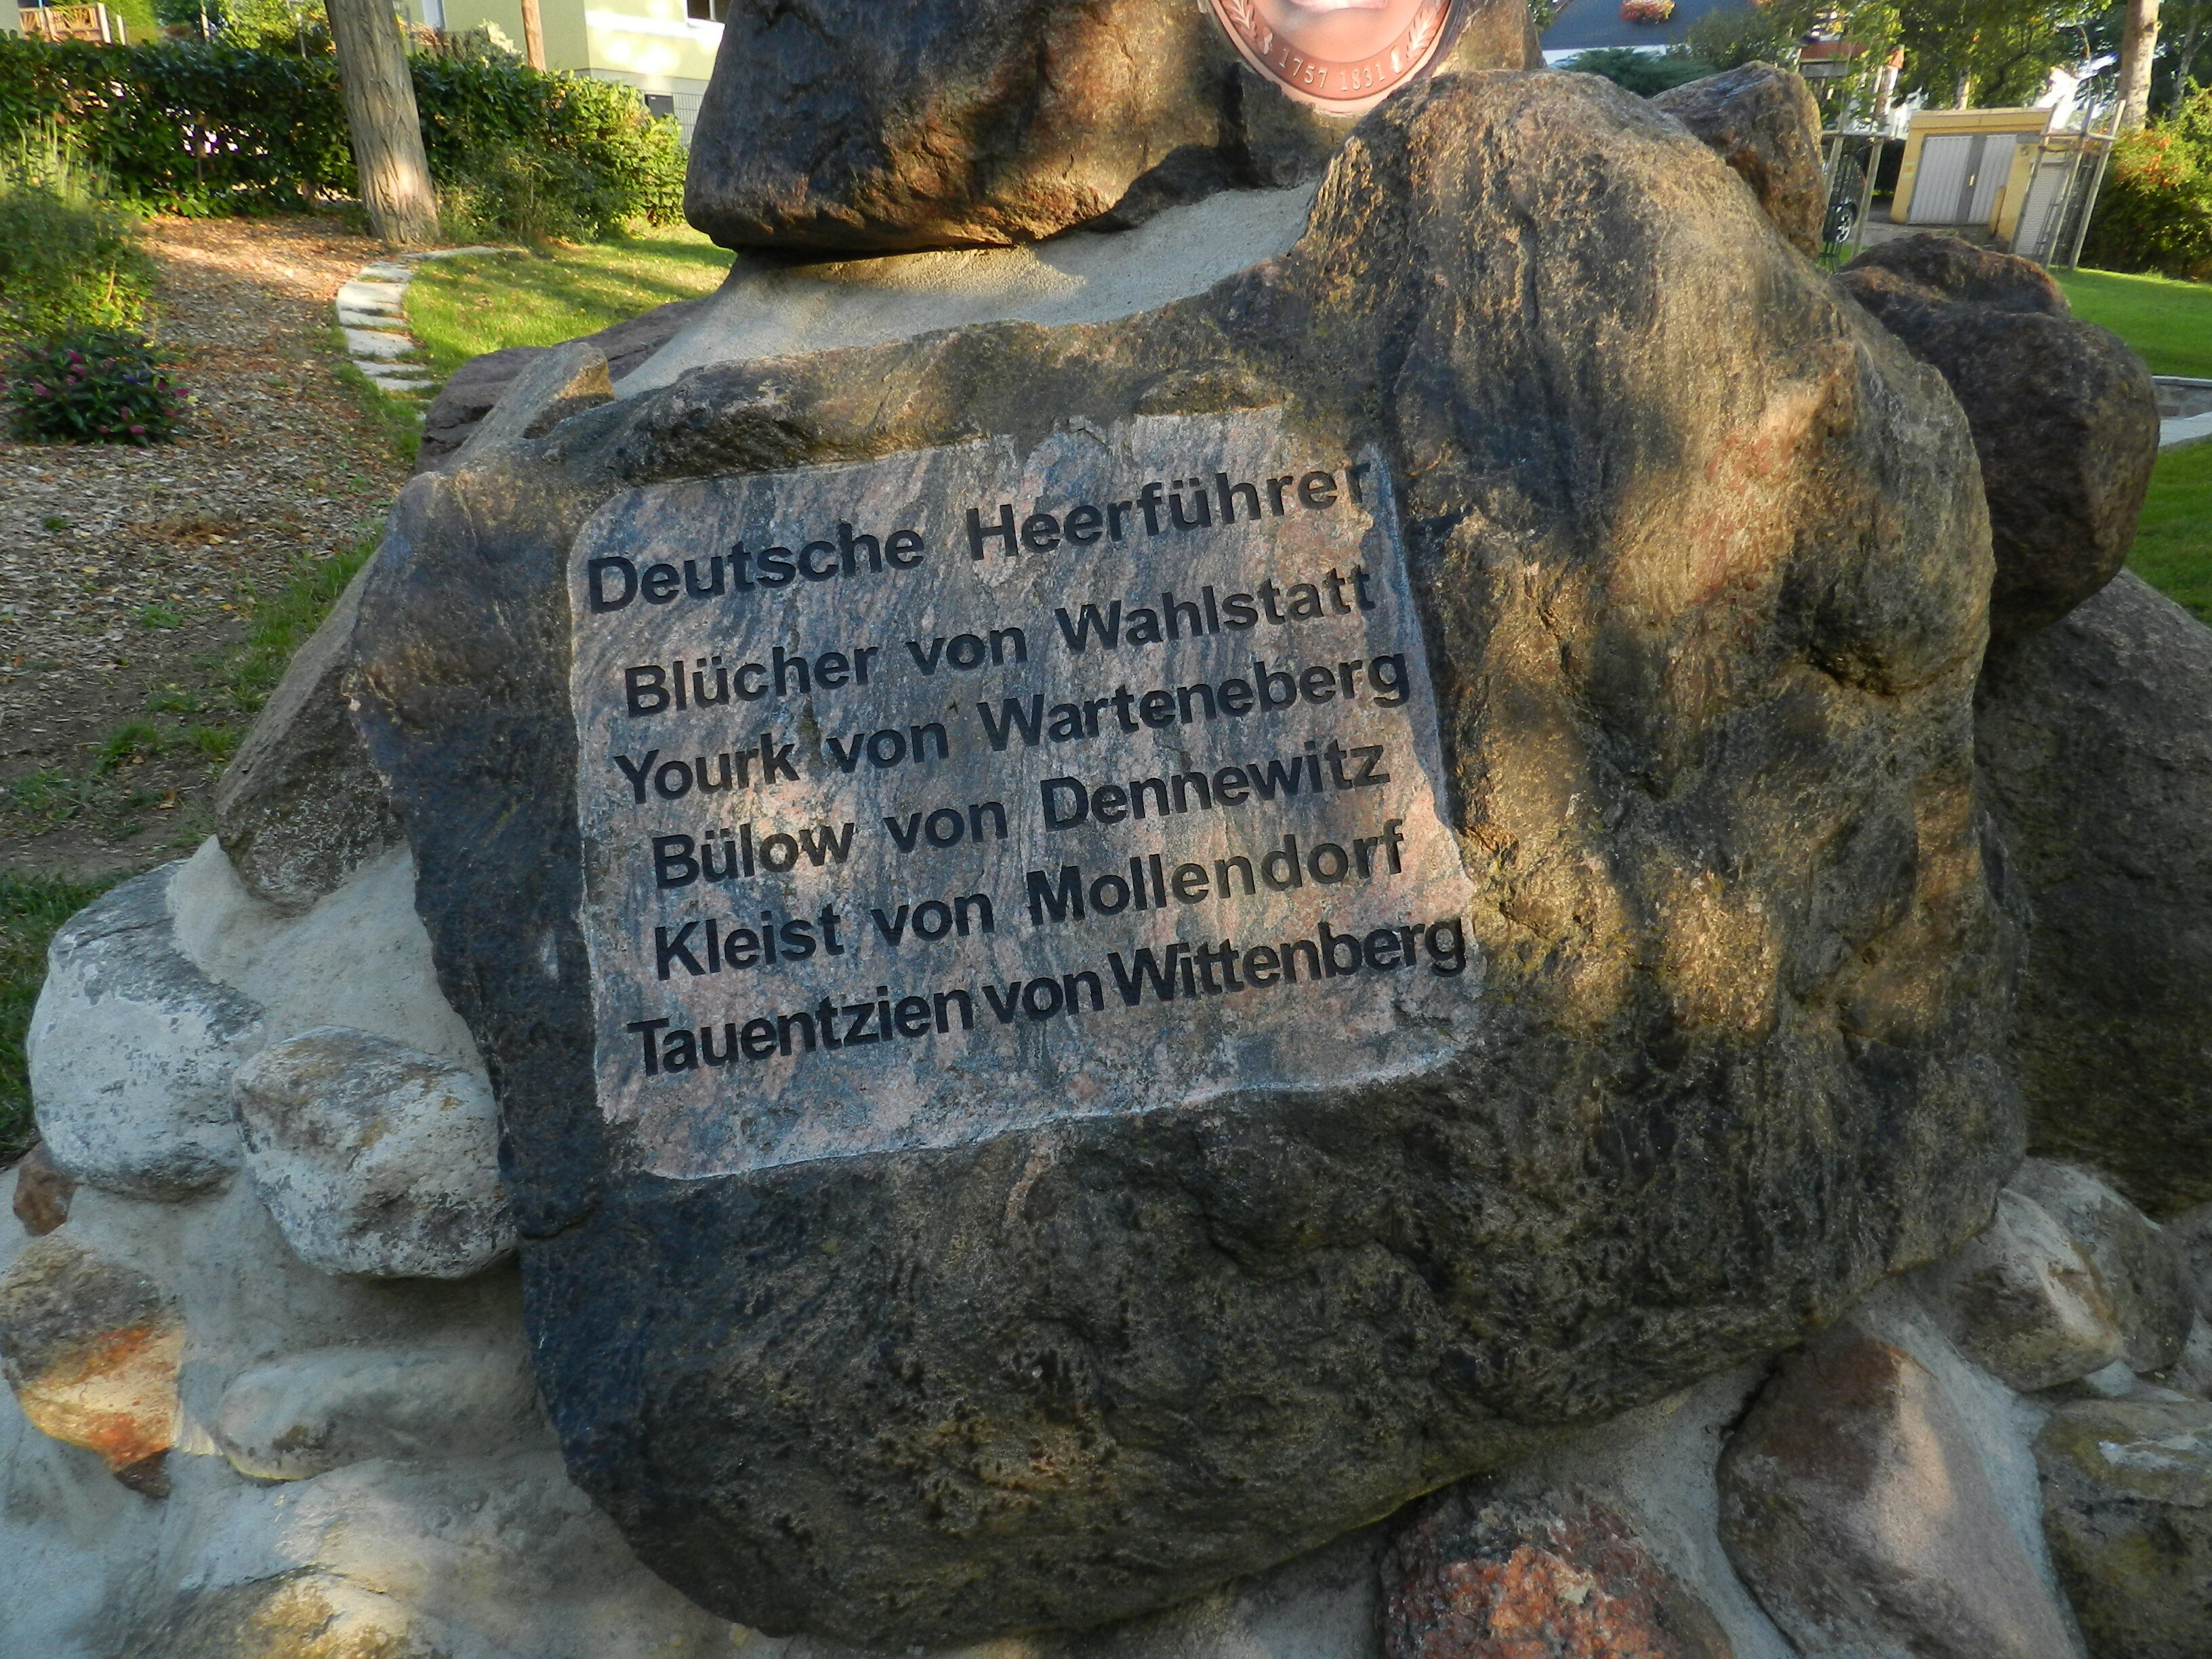 1757 1831
Deutsche Heerführer
Blücher von Wahlstatt
Yourk von Warteneberg
Bülow von Dennewitz
Kleist von Mollendorf
Tauentzien von Wittenberg